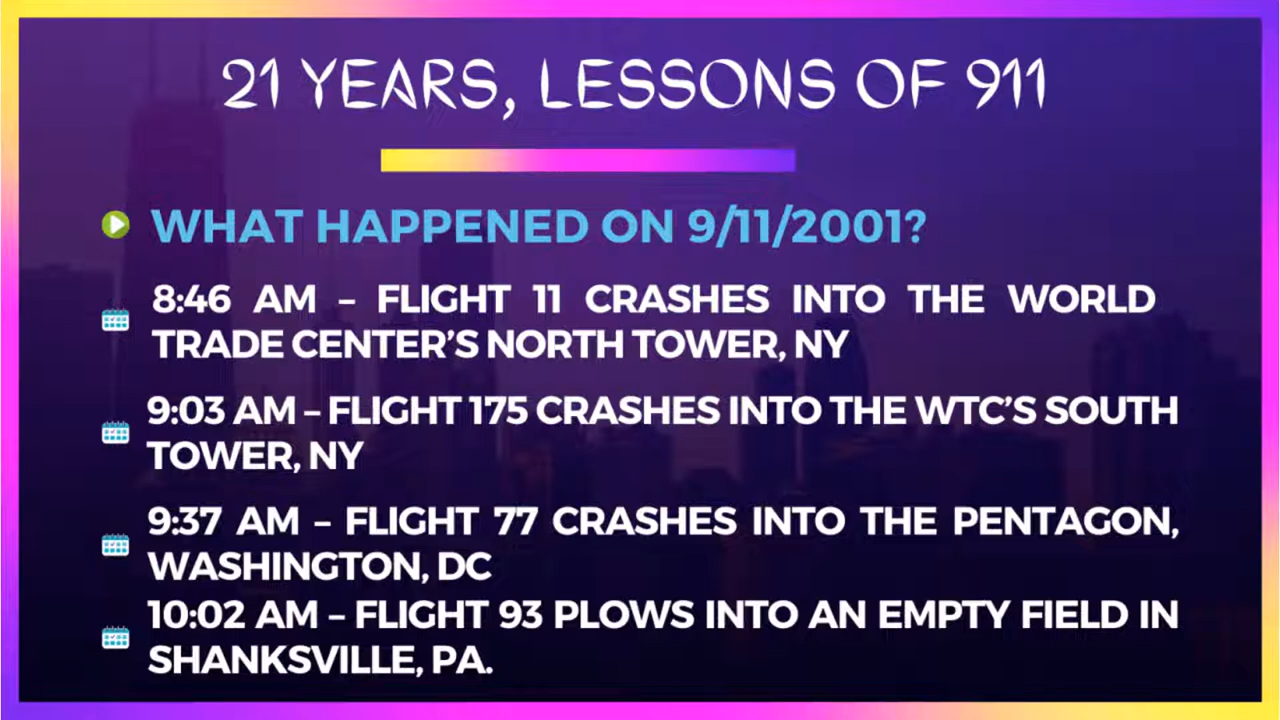 21 YEARS, LESSONS OF 911
WHAT HAPPENED ON 9/11/2001?
8:46 AM – FLIGHT 11 CRASHES INTO THE WORLD
TRADE CENTER’S NORTH TOWER, NY
9:03 AM – FLIGHT 175 CRASHES INTO THE WTC’S SOUTH
TOWER, NY
9:37 AM – FLIGHT 77 CRASHES INTO THE PENTAGON,
WASHINGTON, DC
10:02 AM – FLIGHT 93 PLOWS INTO AN EMPTY FIELD IN
SHANKSVILLE, PA.